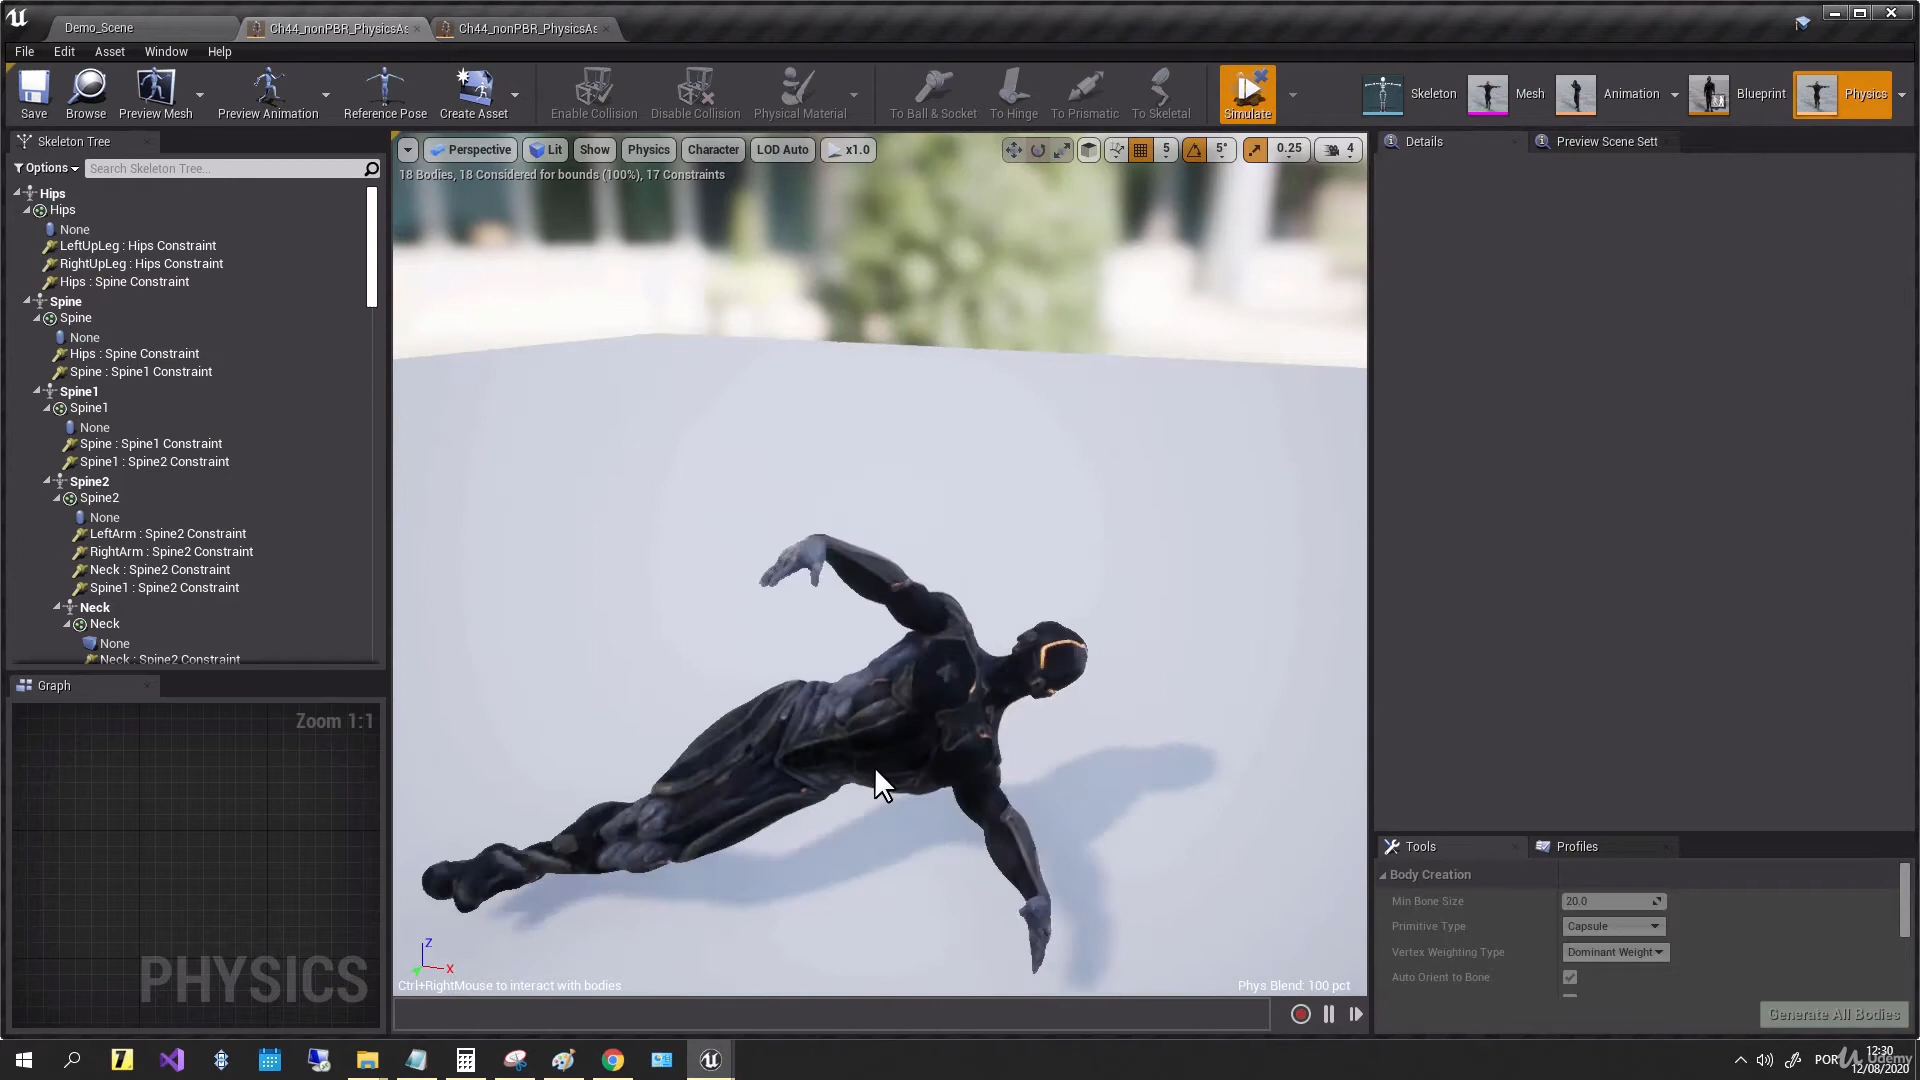 Demo_Scene
Ch44_nonPBR_PhysicsAs
Ch44_nonPBR_PhysicsAs
File Edit Asset Window Help
Save
Browse
Preview Mesh
Preview Animation
Reference Pose
Create Asset
Enable Collision
Disable Collision
Physical Material
To Ball & Socket
To Hinge
To Prismatic
To Skeletal
Simulate
Skeleton
Mesh
Animation
Blueprint
Physics
Skeleton Tree
Options
Search Skeleton Tree...
Hips
Hips
None
LeftUpLeg : Hips Constraint
RightUpLeg : Hips Constraint
Hips : Spine Constraint
Spine
Spine
None
Hips : Spine Constraint
Spine : Spine1 Constraint
Spine1
Spine1
None
Spine : Spine1 Constraint
Spine1 : Spine2 Constraint
Spine2
Spine2
None
LeftArm : Spine2 Constraint
RightArm : Spine2 Constraint
Neck : Spine2 Constraint
Spine1 : Spine2 Constraint
Neck
Neck
None
Neck : Spine2 Constraint
Graph
Zoom 1:1
PHYSICS
Perspective
Lit
Show
Physics
Character
LOD Auto
x1.0
5
5°
0.25
4
18 Bodies, 18 Considered for bounds (100%), 17 Constraints
Z
X
Ctrl+RightMouse to interact with bodies
Phys Blend: 100 pct
Details
Preview Scene Sett
Tools
Profiles
Body Creation
Min Bone Size
20.0
Primitive Type
Capsule
Vertex Weighting Type
Dominant Weight
Auto Orient to Bone
Generate All Bodies
POR
12:30
12/08/2020
Udemy